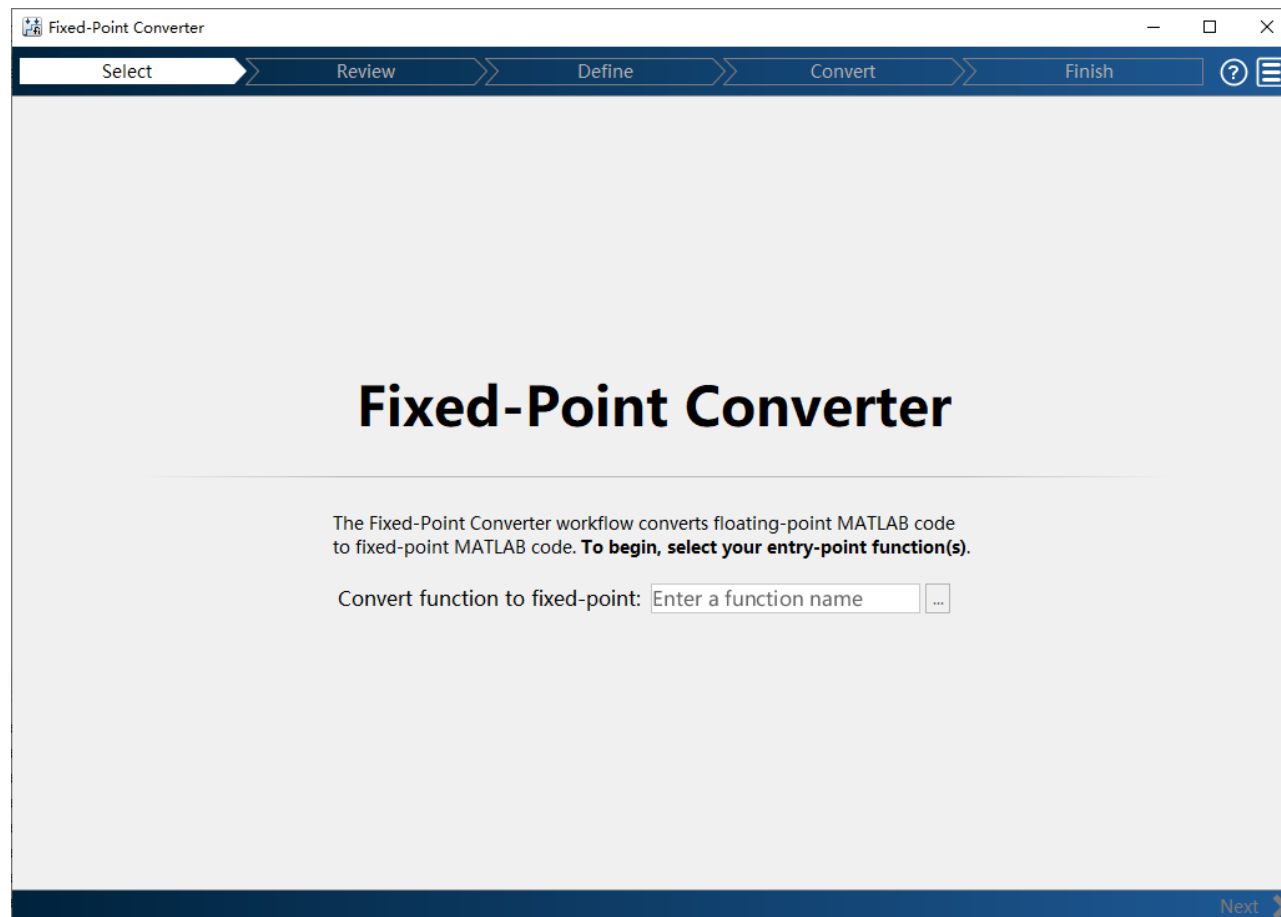 Fixed-Point Converter
Select Review Define Convert Finish
Fixed-Point Converter
The Fixed-Point Converter workflow converts floating-point MATLAB code
to fixed-point MATLAB code. To begin, select your entry-point function(s).
Convert function to fixed-point: Enter a function name ...
Next